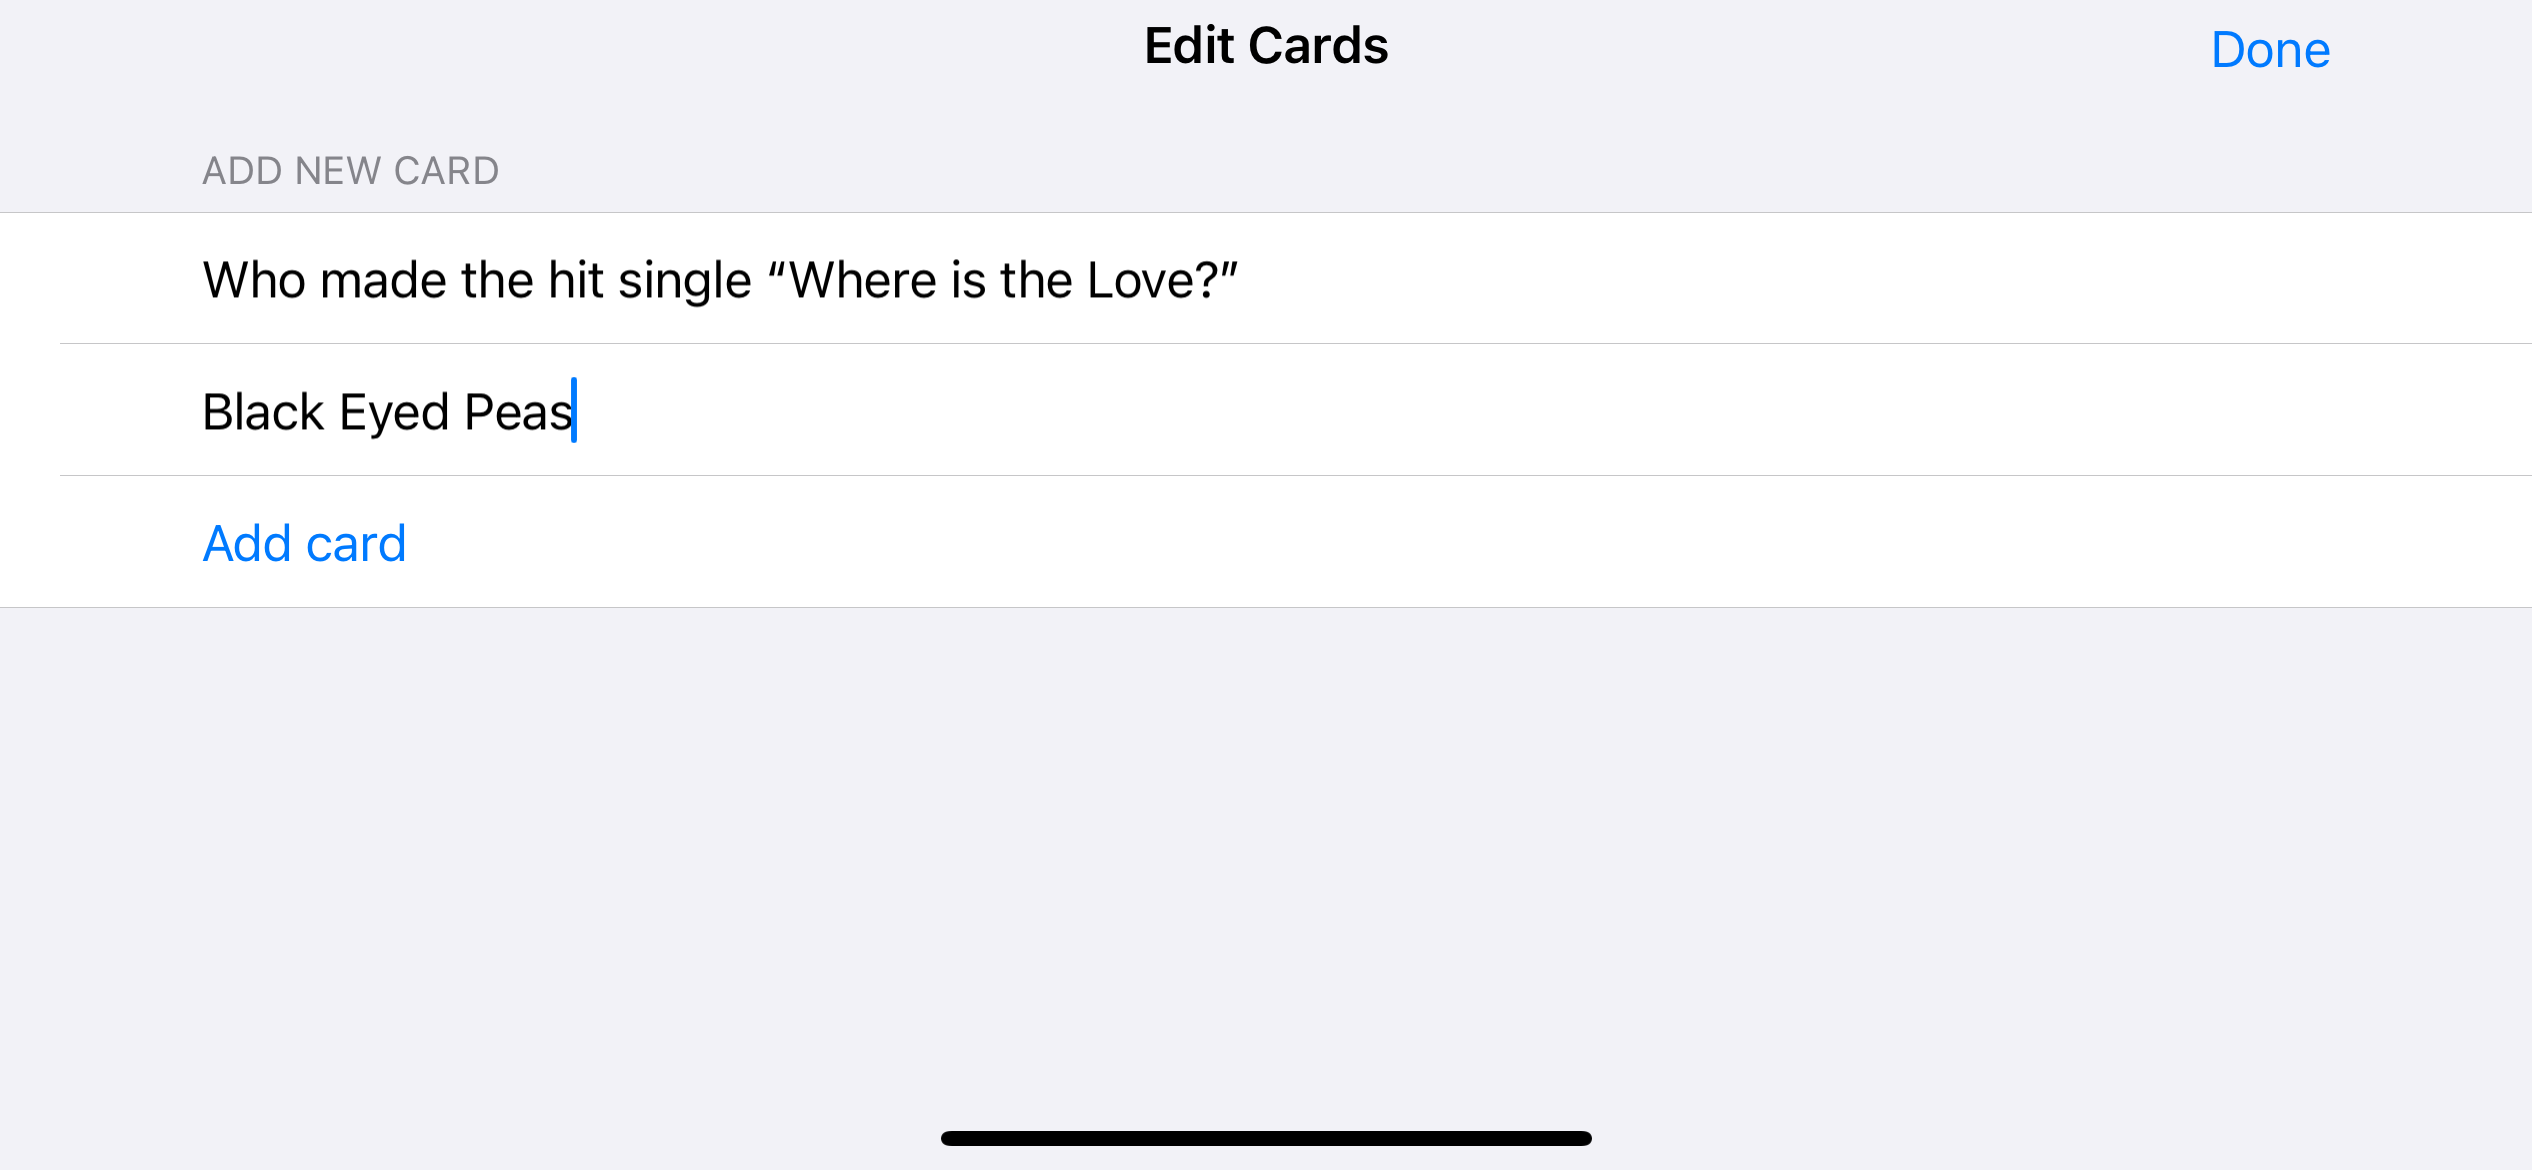 Edit Cards
Done
ADD NEW CARD
Who made the hit single “Where is the Love?”
Black Eyed Peas
Add card